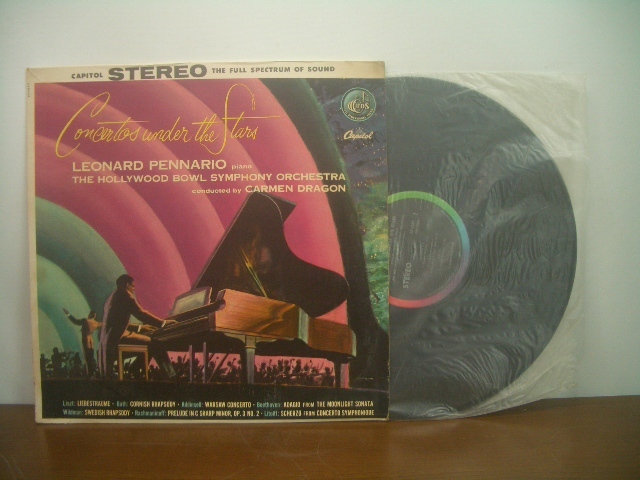 CAPITOL STEREO THE FULL SPECTRUM OF SOUND
Concertos under the Stars
FDS
Capitol
LEONARD PENNARIO piano
THE HOLLYWOOD BOWL SYMPHONY ORCHESTRA
conducted by CARMEN DRAGON
STEREO
Liszt: LIEBESTRAUME • Bath: CORNISH RHAPSODY • Addinsell: WARSAW CONCERTO • Beethoven: ADAGIO FROM THE MOONLIGHT SONATA
Wildman: SWEDISH RHAPSODY • Rachmaninoff: PRELUDE IN C SHARP MINOR, OP. 3 NO. 2 • Litolff: SCHERZO FROM CONCERTO SYMPHONIQUE